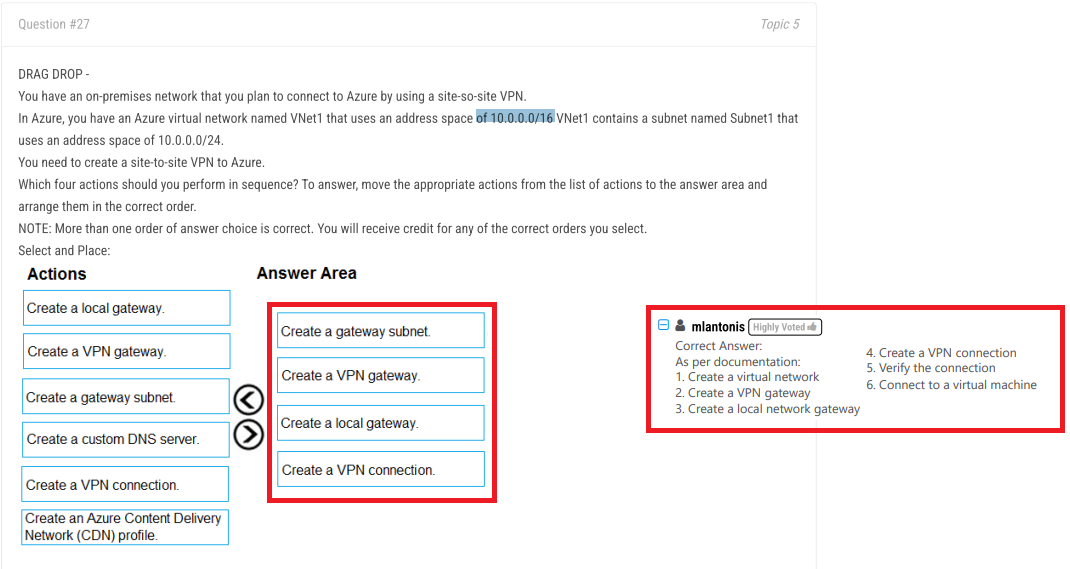 Question #27
Topic 5
DRAG DROP -
You have an on-premises network that you plan to connect to Azure by using a site-so-site VPN.
In Azure, you have an Azure virtual network named VNet1 that uses an address space of 10.0.0.0/16 VNet1 contains a subnet named Subnet1 that
uses an address space of 10.0.0.0/24.
You need to create a site-to-site VPN to Azure.
Which four actions should you perform in sequence? To answer, move the appropriate actions from the list of actions to the answer area and
arrange them in the correct order.
NOTE: More than one order of answer choice is correct. You will receive credit for any of the correct orders you select.
Select and Place:
Actions
Create a local gateway.
Create a VPN gateway.
Create a gateway subnet.
Create a custom DNS server.
Create a VPN connection.
Create an Azure Content Delivery
Network (CDN) profile.
Answer Area
Create a gateway subnet.
Create a VPN gateway.
Create a local gateway.
Create a VPN connection.
mlantonis Highly Voted
Correct Answer:
As per documentation:
1. Create a virtual network
2. Create a VPN gateway
3. Create a local network gateway
4. Create a VPN connection
5. Verify the connection
6. Connect to a virtual machine